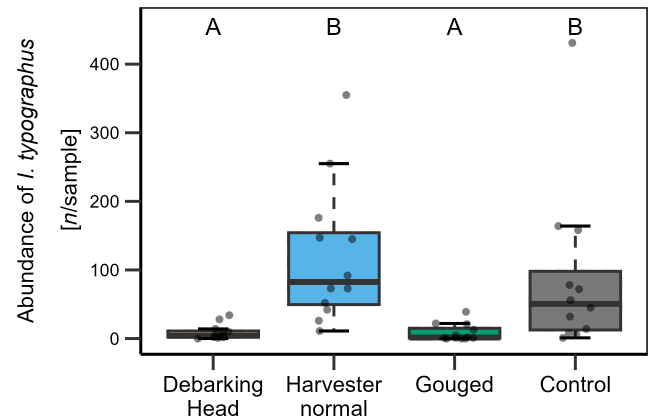 A B A B
400
300
200
100
0
Abundance of I. typographus
[n/sample]
Debarking Harvester Gouged Control
Head normal